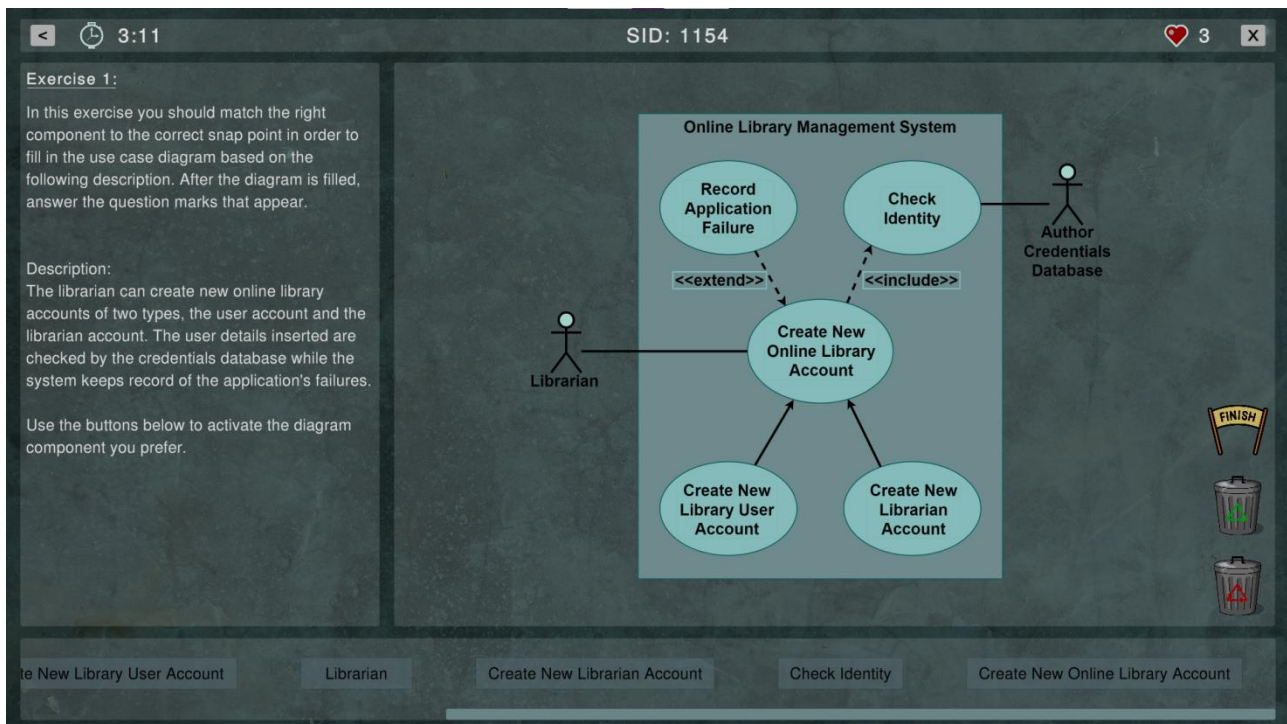 <
3:11
SID: 1154
3
X
Exercise 1:
In this exercise you should match the right
component to the correct snap point in order to
fill in the use case diagram based on the
following description. After the diagram is filled,
answer the question marks that appear.
Description:
The librarian can create new online library
accounts of two types, the user account and the
librarian account. The user details inserted are
checked by the credentials database while the
system keeps record of the application's failures.
Use the buttons below to activate the diagram
component you prefer.
Online Library Management System
Record
Application
Failure
Check
Identity
Author
Credentials
Database
<<extend>>
<<include>>
Create New
Online Library
Account
Librarian
Create New
Library User
Account
Create New
Librarian
Account
FINISH
te New Library User Account
Librarian
Create New Librarian Account
Check Identity
Create New Online Library Account